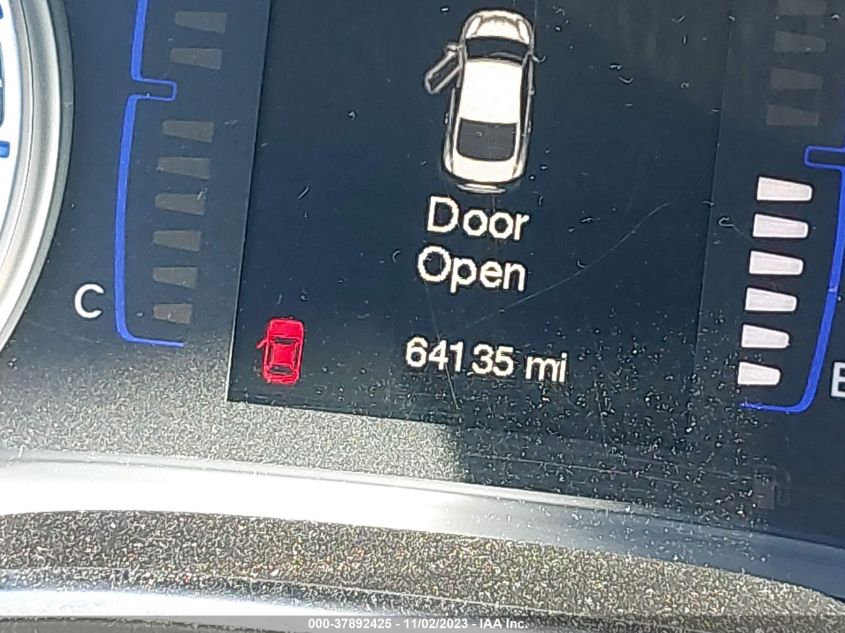 Door
Open
C
64135 mi
E
000-37892425 - 11/02/2023 - IAA Inc.